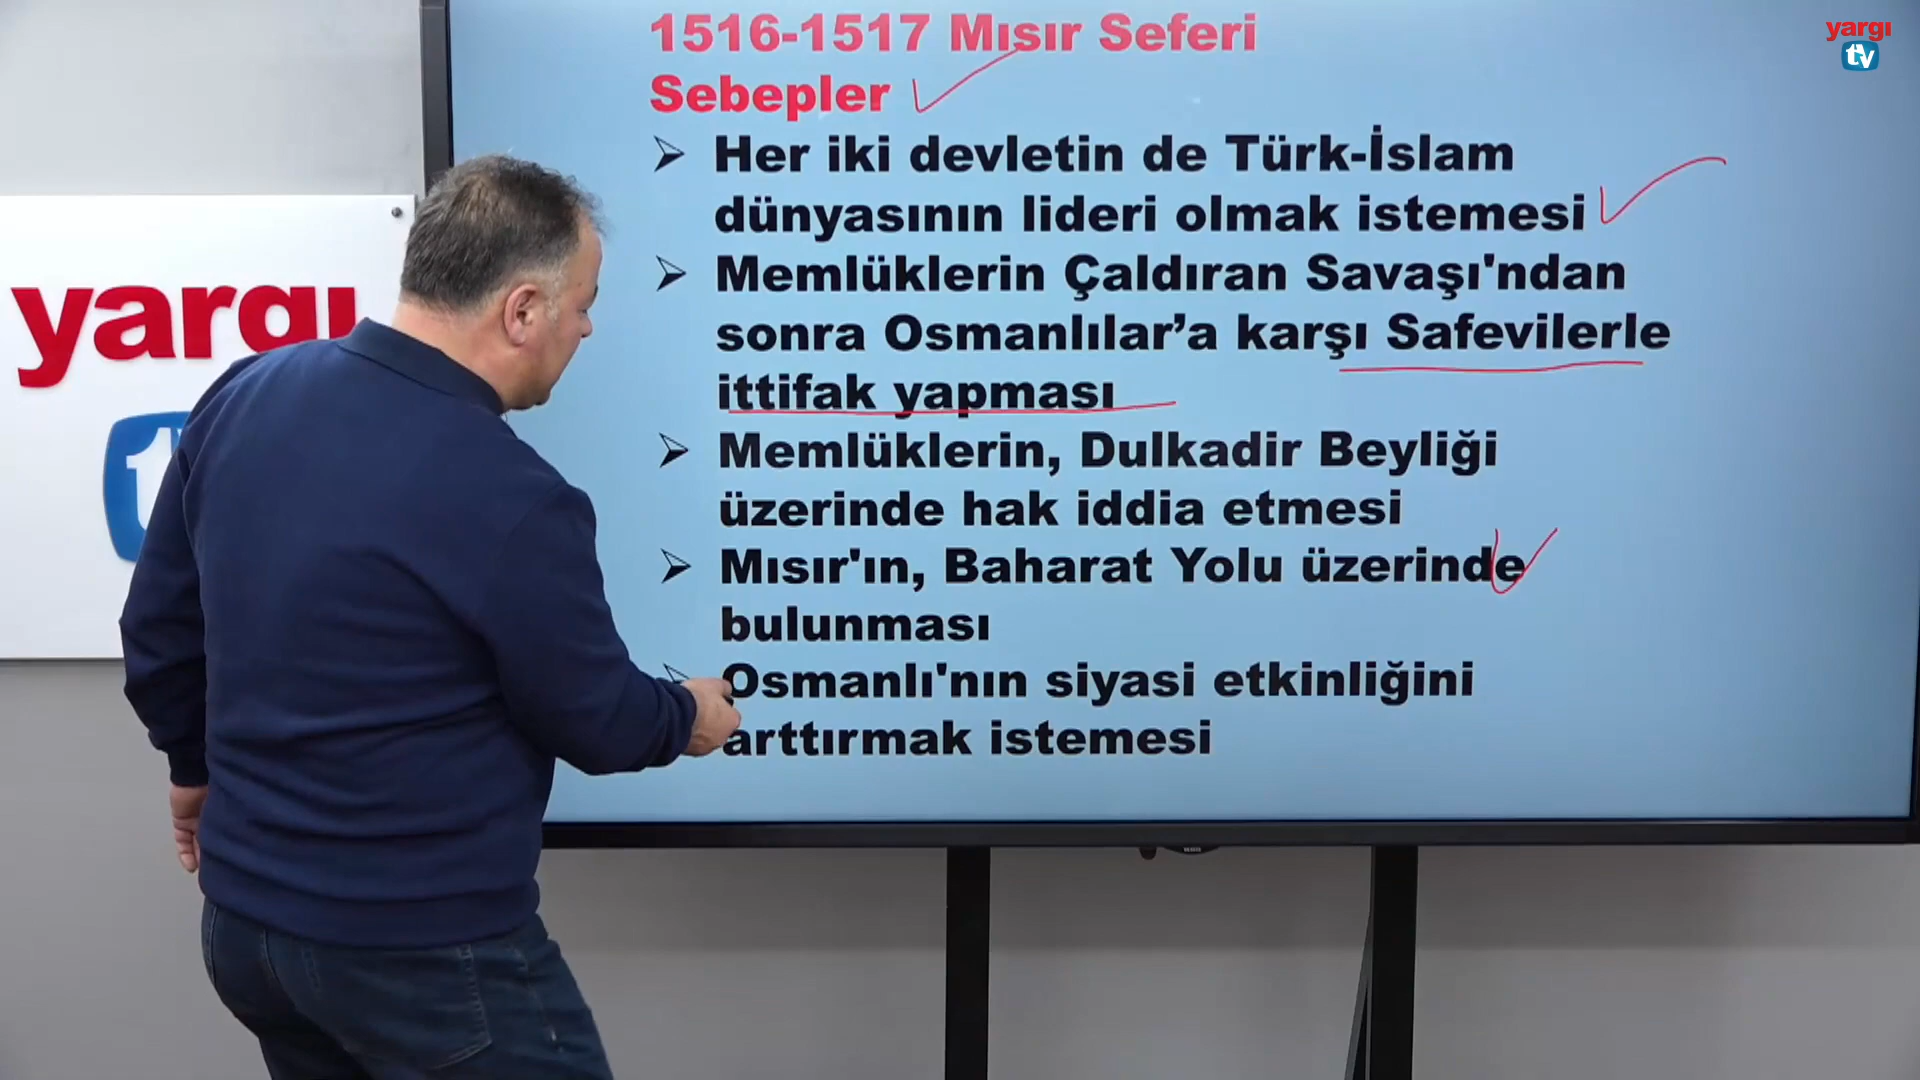 1516-1517 Mısır Seferi
Sebepler
Her iki devletin de Türk-İslam
dünyasının lideri olmak istemesi
Memlüklerin Çaldıran Savaşı'ndan
sonra Osmanlılar’a karşı Safevilerle
ittifak yapması
Memlüklerin, Dulkadir Beyliği
üzerinde hak iddia etmesi
Mısır'ın, Baharat Yolu üzerinde
bulunması
Osmanlı'nın siyasi etkinliğini
arttırmak istemesi
yargı
tv
yargı